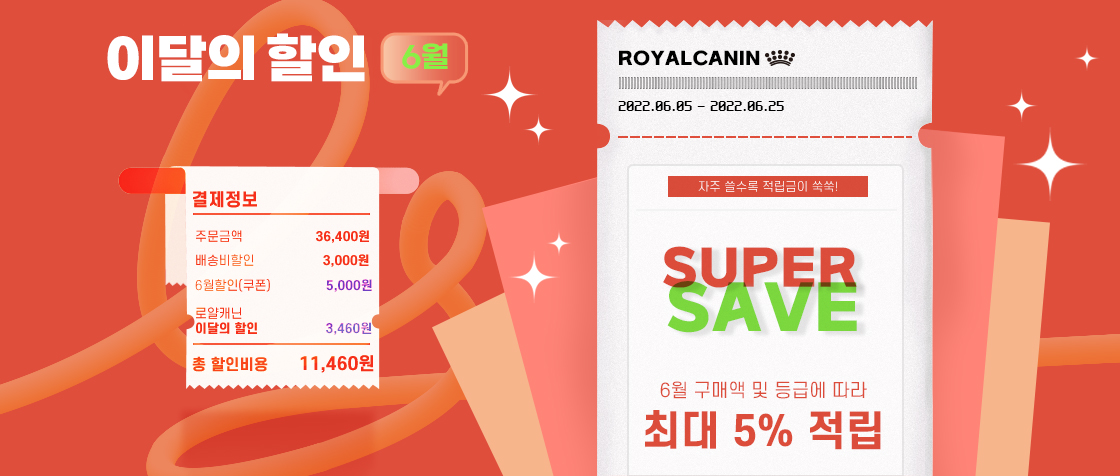 이달의 할인 6월
결제정보
주문금액 36,400원
배송비할인 3,000원
6월할인(쿠폰) 5,000원
로얄캐닌
이달의 할인 3,460원
총 할인비용 11,460원
ROYALCANIN
2022.06.05 - 2022.06.25
자주 쓸수록 적립금이 쑥쑥!
SUPER
SAVE
6월 구매액 및 등급에 따라
최대 5% 적립